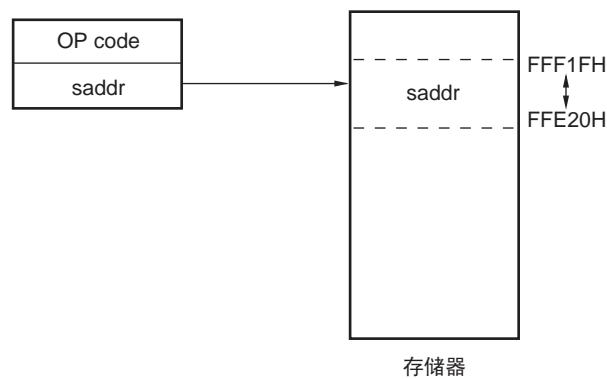 OP code
saddr
saddr
FFF1FH
FFE20H
存储器